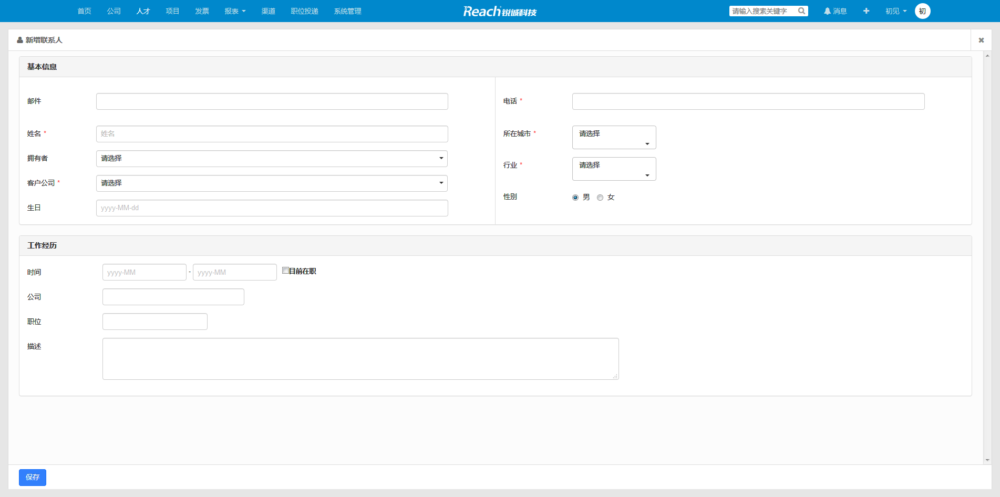 首页 公司 人才 项目 发票 报表 渠道 职位投递 系统管理 Reach 锐诚科技 请输入搜索关键字 消息 初见 初
新增联系人
基本信息
邮件 电话 *
姓名 * 姓名 所在城市 * 请选择
拥有者 请选择 行业 * 请选择
客户公司 * 请选择 性别 男 女
生日 yyyy-MM-dd
工作经历
时间 yyyy-MM - yyyy-MM 目前在职
公司
职位
描述
保存